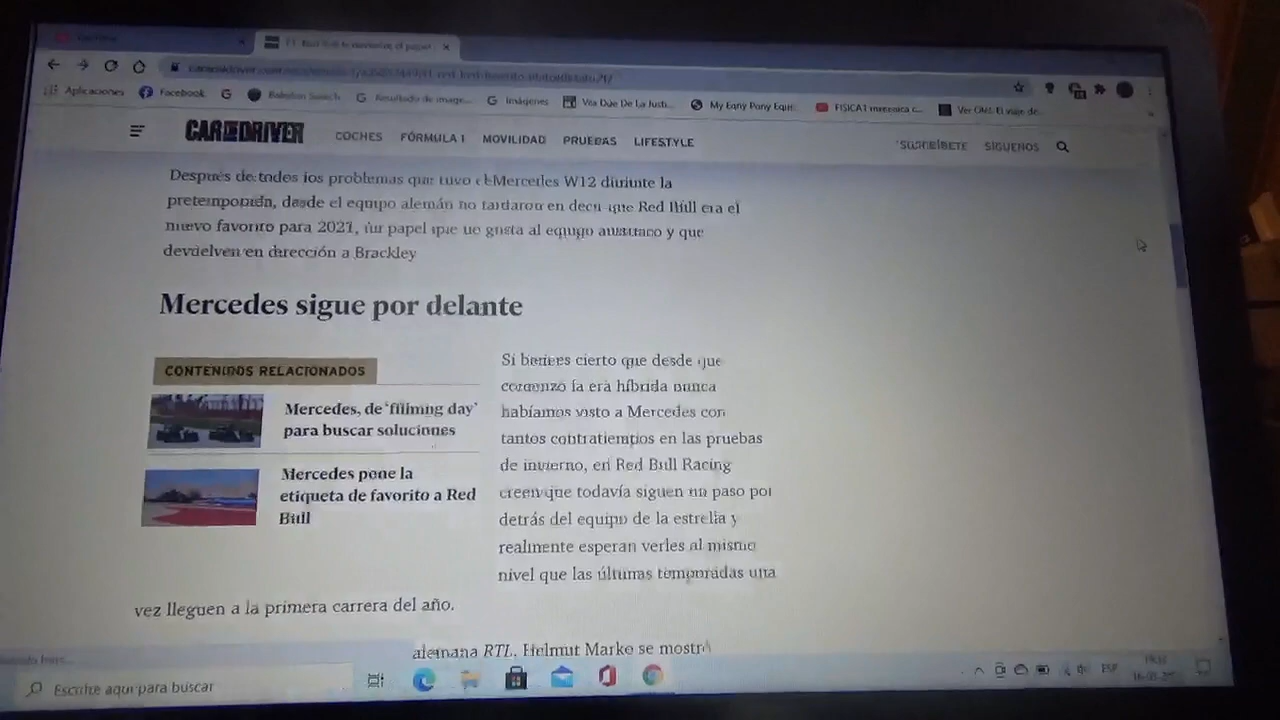 Aplicaciones Facebook Imágenes My Eqny Pony Eque
CAR AND DRIVER COCHES FÓRMULA 1 MOVILIDAD PRUEBAS LIFESTYLE SUSCRÍBETE SÍGUENOS
Después de todos los problemas que tuvo el Mercedes W12 durante la
pretemporada, desde el equipo alemán no tardaron en decir que Red Bull era el
nuevo favorito para 2021, un papel que no gusta al equipo austriaco y que
devuelven en dirección a Brackley
Mercedes sigue por delante
CONTENIDOS RELACIONADOS
Mercedes, de 'filming day'
para buscar soluciones
Mercedes pone la
etiqueta de favorito a Red
Bull
Si bien es cierto que desde que
comenzó la era híbrida nunca
habíamos visto a Mercedes con
tantos contratiempos en las pruebas
de invierno, en Red Bull Racing
creen que todavía siguen un paso por
detrás del equipo de la estrella y
realmente esperan verles al mismo
nivel que las últimas temporadas una
vez lleguen a la primera carrera del año.
alemana RTL, Helmut Marko se mostró
Escribe aquí para buscar ESP